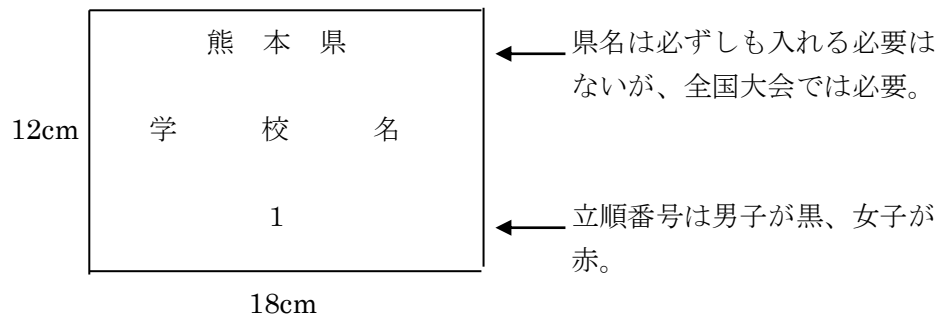 熊 本 県
県名は必ずしも入れる必要は
ないが、全国大会では必要。
12cm
学 校 名
1
立順番号は男子が黒、女子が
赤。
18cm